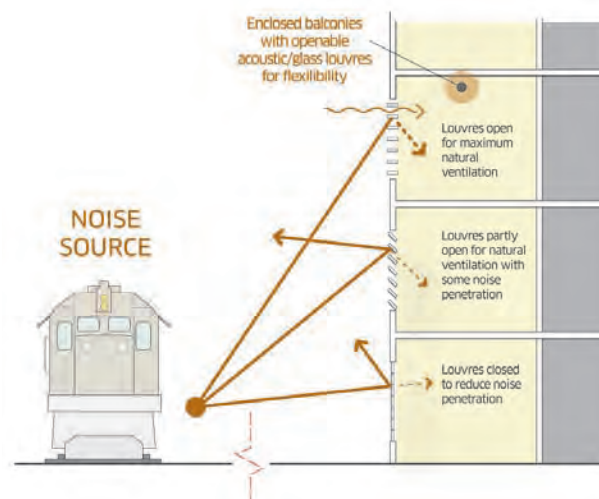 Enclosed balconies
with openable
acoustic/glass louvres
for flexilibility
Louvres open
for maximum
natural
ventilation
NOISE
SOURCE
Louvres partly
open for natural
ventilation with
some noise
penetration
Louvres closed
to reduce noise
penetration